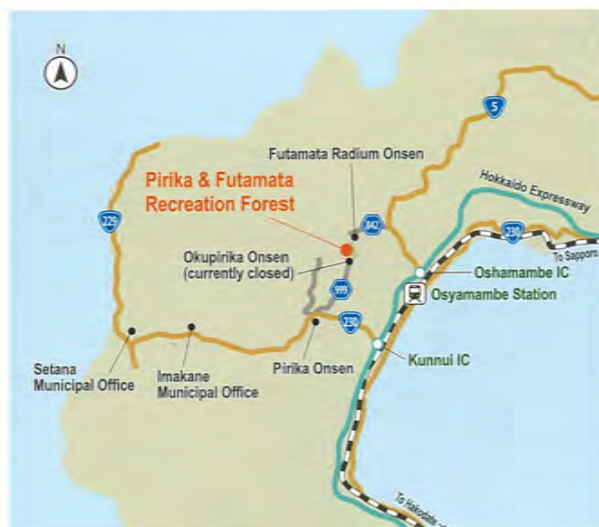 N
5
Futamata Radium Onsen
Pirika & Futamata
Recreation Forest
Hokkaido Expressway
229
842
230
To Sapporo
Okupirika Onsen
(currently closed)
999
Oshamambe IC
Osyamambe Station
230
Setana
Municipal Office
Imakane
Municipal Office
Pirika Onsen
Kunnui IC